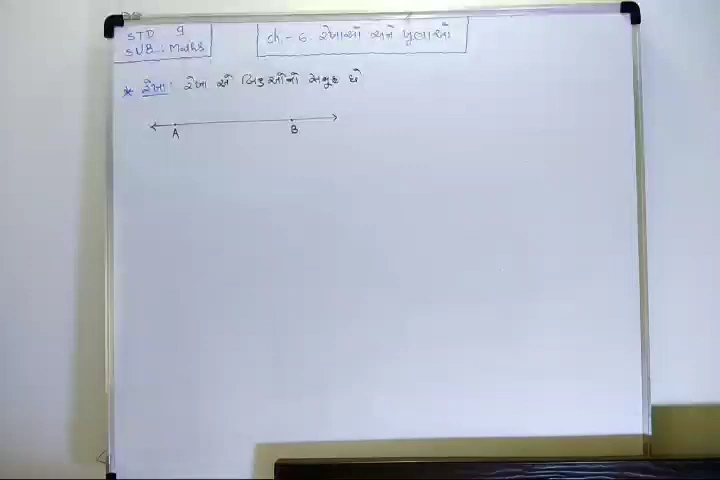 STD 9
SUB : Maths
ch. - 6. રેખાઓ અને ખૂણાઓ
* રેખા : રેખા એ બિંદુઓનો સમૂહ છે
A B